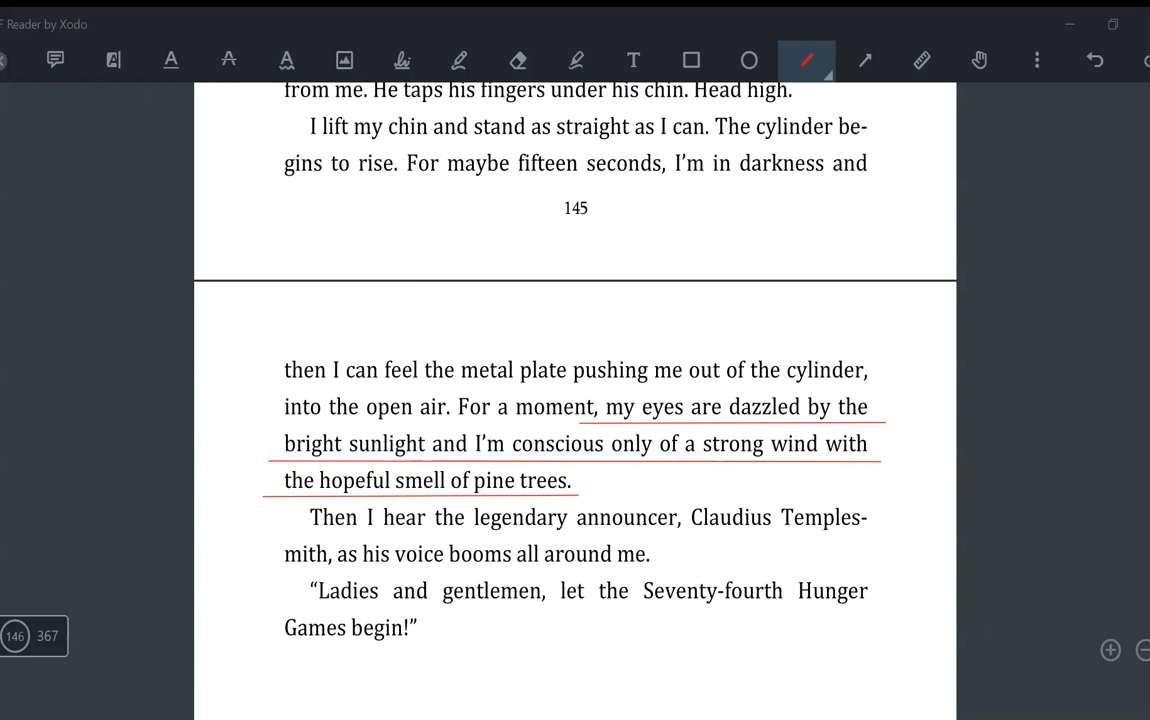 F Reader by Xodo
from me. He taps his fingers under his chin. Head high.
I lift my chin and stand as straight as I can. The cylinder be-
gins to rise. For maybe fifteen seconds, I'm in darkness and
145
then I can feel the metal plate pushing me out of the cylinder,
into the open air. For a moment, my eyes are dazzled by the
bright sunlight and I'm conscious only of a strong wind with
the hopeful smell of pine trees.
Then I hear the legendary announcer, Claudius Temples-
mith, as his voice booms all around me.
“Ladies and gentlemen, let the Seventy-fourth Hunger
Games begin!”
146 367